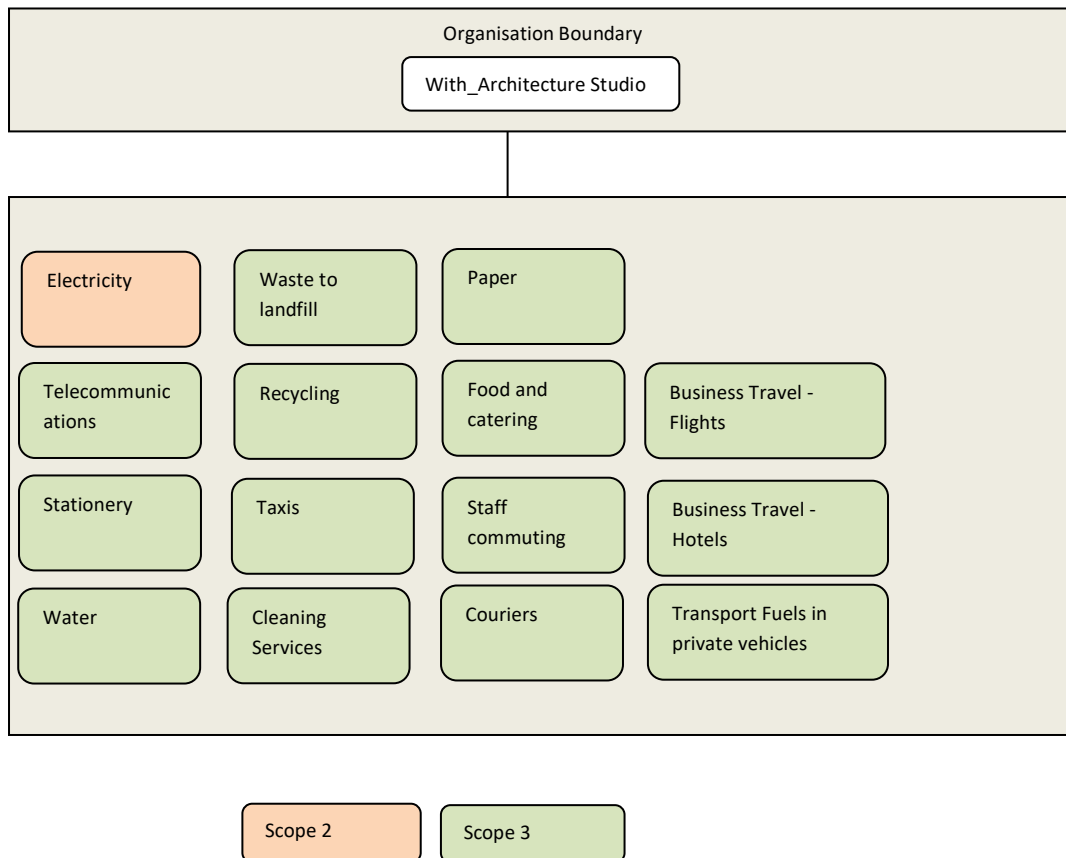 Organisation Boundary
With_Architecture Studio
Electricity
Waste to
landfill
Paper
Telecommunic
ations
Recycling
Food and
catering
Business Travel -
Flights
Stationery
Taxis
Staff
commuting
Business Travel -
Hotels
Water
Cleaning
Services
Couriers
Transport Fuels in
private vehicles
Scope 2
Scope 3